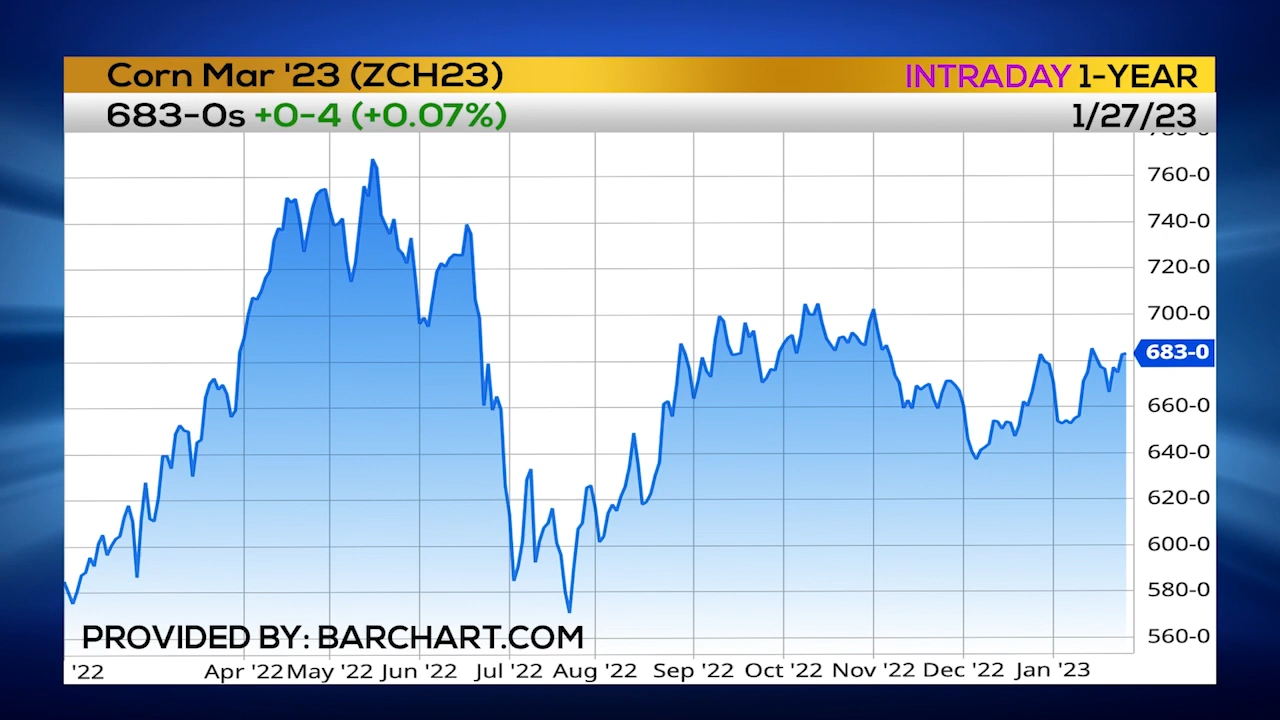 Corn Mar '23 (ZCH23)
INTRADAY 1-YEAR
683-0s +0-4 (+0.07%)
1/27/23
760-0
740-0
720-0
700-0
683-0
660-0
640-0
620-0
600-0
580-0
560-0
PROVIDED BY: BARCHART.COM
'22 Apr '22 May '22 Jun '22 Jul '22 Aug '22 Sep '22 Oct '22 Nov '22 Dec '22 Jan '23